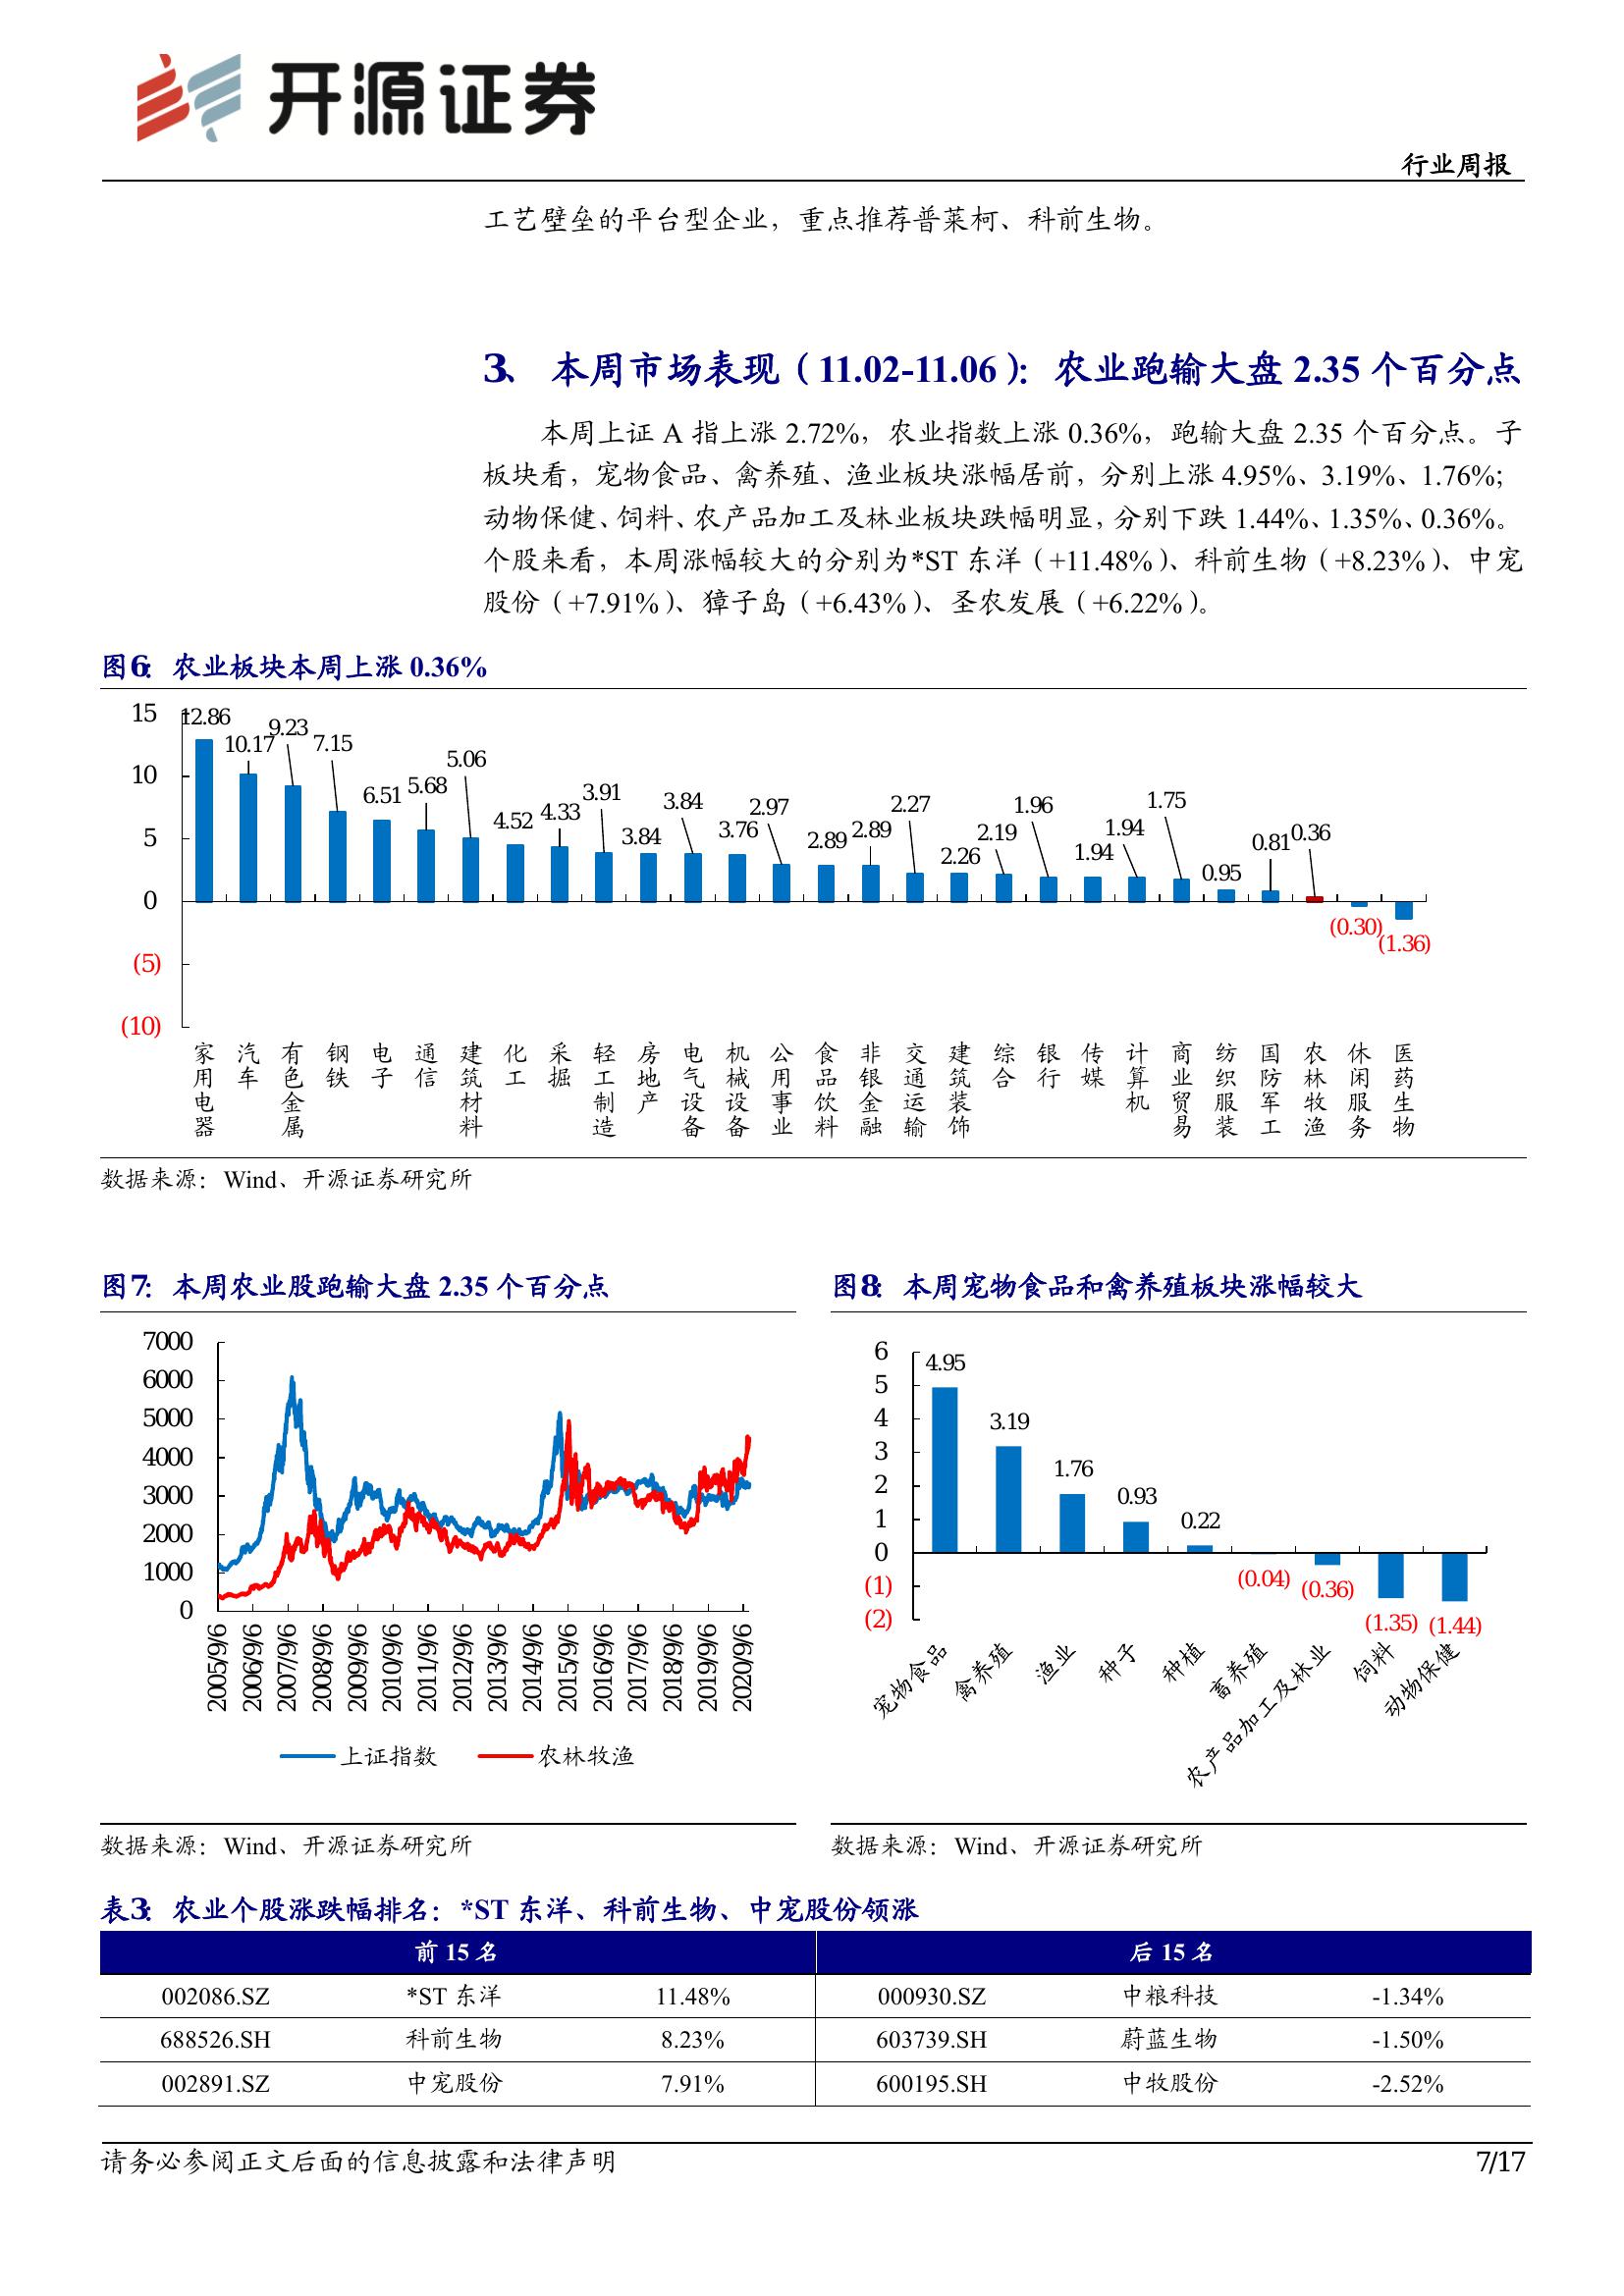 开源证券
行业周报
工艺壁垒的平台型企业，重点推荐普莱柯、科前生物。
3、 本周市场表现（11.02-11.06）：农业跑输大盘 2.35 个百分点
本周上证 A 指上涨 2.72%，农业指数上涨 0.36%，跑输大盘 2.35 个百分点。子
板块看，宠物食品、禽养殖、渔业板块涨幅居前，分别上涨 4.95%、3.19%、1.76%；
动物保健、饲料、农产品加工及林业板块跌幅明显，分别下跌 1.44%、1.35%、0.36%。
个股来看，本周涨幅较大的分别为*ST 东洋（+11.48%）、科前生物（+8.23%）、中宠
股份（+7.91%）、獐子岛（+6.43%）、圣农发展（+6.22%）。
图6： 农业板块本周上涨 0.36%
15
10
5
0
(5)
(10)
12.86 10.17 9.23 7.15 6.51 5.68 5.06 4.52 4.33 3.91 3.84 3.84 3.76 2.97 2.89 2.89 2.27 2.26 2.19 1.96 1.94 1.94 1.75 0.95 0.81 0.36 (0.30) (1.36)
家用电器 汽车 有色金属 钢铁 电子 通信 建筑材料 化工 采掘 轻工制造 房地产 电气设备 机械设备 公用事业 食品饮料 非银金融 交通运输 建筑装饰 综合 银行 传媒 计算机 商业贸易 纺织服装 国防军工 农林牧渔 休闲服务 医药生物
数据来源：Wind、开源证券研究所
图7： 本周农业股跑输大盘 2.35 个百分点
7000
6000
5000
4000
3000
2000
1000
0
2005/9/6 2006/9/6 2007/9/6 2008/9/6 2009/9/6 2010/9/6 2011/9/6 2012/9/6 2013/9/6 2014/9/6 2015/9/6 2016/9/6 2017/9/6 2018/9/6 2019/9/6 2020/9/6
上证指数 农林牧渔
数据来源：Wind、开源证券研究所
图8： 本周宠物食品和禽养殖板块涨幅较大
6
5
4
3
2
1
0
(1)
(2)
4.95 3.19 1.76 0.93 0.22 (0.04) (0.36) (1.35) (1.44)
宠物食品 禽养殖 渔业 种子 种植 畜养殖 农产品加工及林业 饲料 动物保健
数据来源：Wind、开源证券研究所
表3： 农业个股涨跌幅排名：*ST 东洋、科前生物、中宠股份领涨
前 15 名 后 15 名
002086.SZ *ST 东洋 11.48% 000930.SZ 中粮科技 -1.34%
688526.SH 科前生物 8.23% 603739.SH 蔚蓝生物 -1.50%
002891.SZ 中宠股份 7.91% 600195.SH 中牧股份 -2.52%
请务必参阅正文后面的信息披露和法律声明 7/17